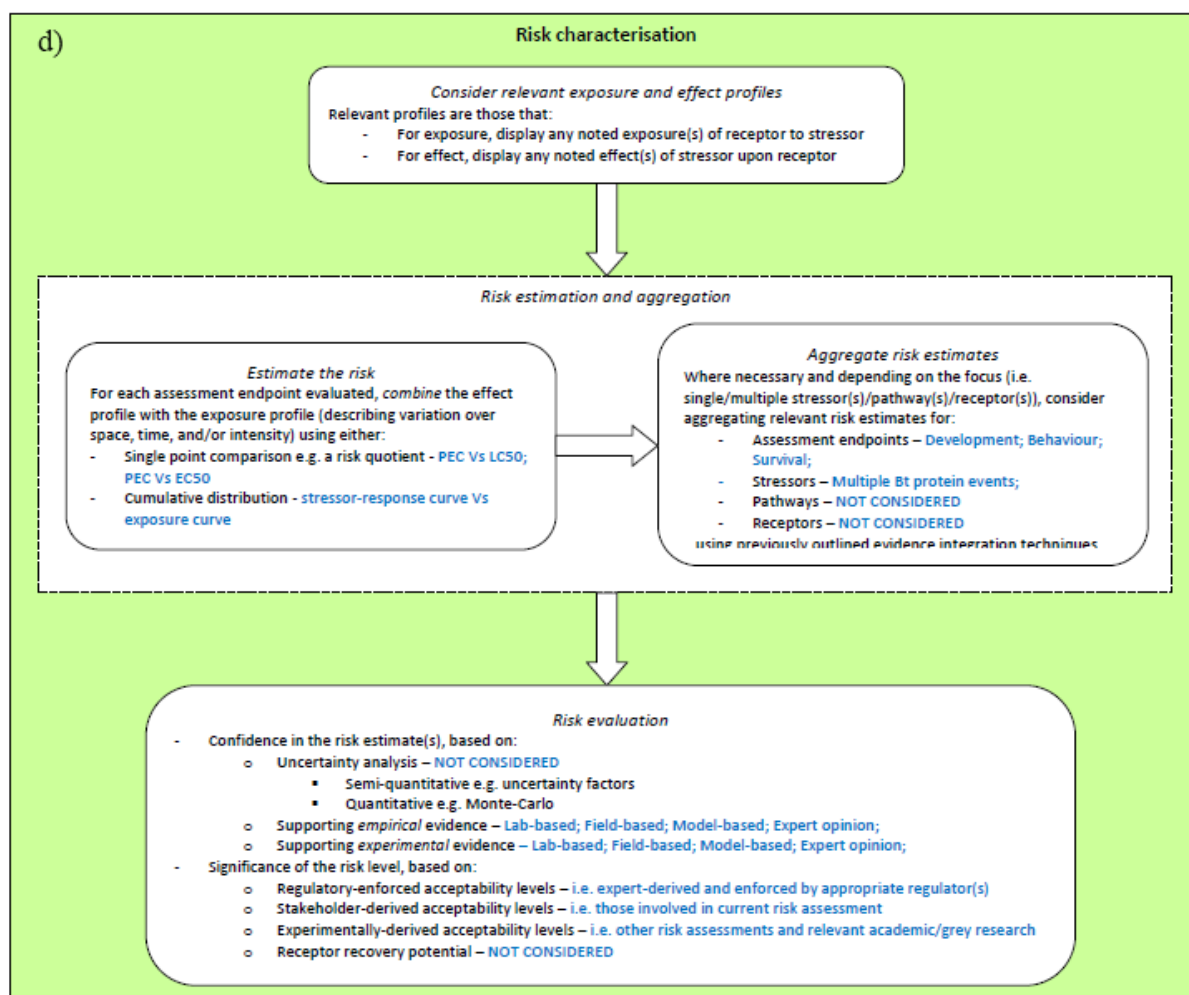 d)
Risk characterisation
Consider relevant exposure and effect profiles
Relevant profiles are those that:
- For exposure, display any noted exposure(s) of receptor to stressor
- For effect, display any noted effect(s) of stressor upon receptor
Risk estimation and aggregation
Estimate the risk
For each assessment endpoint evaluated, combine the effect
profile with the exposure profile (describing variation over
space, time, and/or intensity) using either:
- Single point comparison e.g. a risk quotient - PEC Vs LC50;
PEC Vs EC50
- Cumulative distribution - stressor-response curve Vs
exposure curve
Aggregate risk estimates
Where necessary and depending on the focus (i.e.
single/multiple stressor(s)/pathway(s)/receptor(s)), consider
aggregating relevant risk estimates for:
- Assessment endpoints – Development; Behaviour;
Survival;
- Stressors – Multiple Bt protein events;
- Pathways – NOT CONSIDERED
- Receptors – NOT CONSIDERED
using previously outlined evidence integration techniques
Risk evaluation
- Confidence in the risk estimate(s), based on:
o Uncertainty analysis – NOT CONSIDERED
▪ Semi-quantitative e.g. uncertainty factors
▪ Quantitative e.g. Monte-Carlo
o Supporting empirical evidence – Lab-based; Field-based; Model-based; Expert opinion;
o Supporting experimental evidence – Lab-based; Field-based; Model-based; Expert opinion;
- Significance of the risk level, based on:
o Regulatory-enforced acceptability levels – i.e. expert-derived and enforced by appropriate regulator(s)
o Stakeholder-derived acceptability levels – i.e. those involved in current risk assessment
o Experimentally-derived acceptability levels – i.e. other risk assessments and relevant academic/grey research
o Receptor recovery potential – NOT CONSIDERED